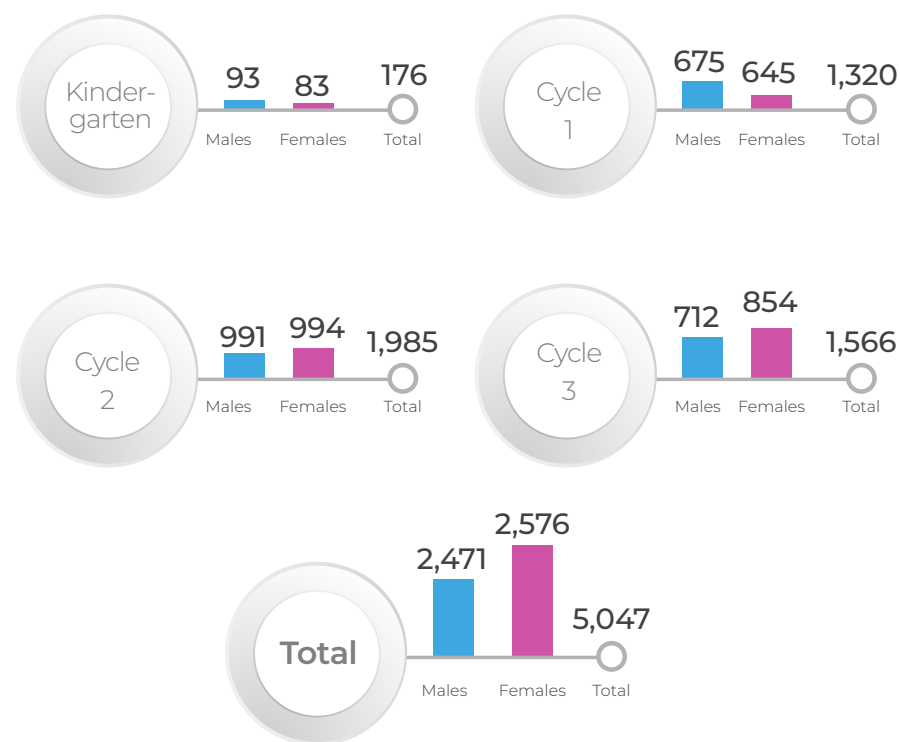 Kinder-
garten
93
83
176
Males
Females
Total
Cycle
1
675
645
1,320
Males
Females
Total
Cycle
2
991
994
1,985
Males
Females
Total
Cycle
3
712
854
1,566
Males
Females
Total
Total
2,471
2,576
5,047
Males
Females
Total